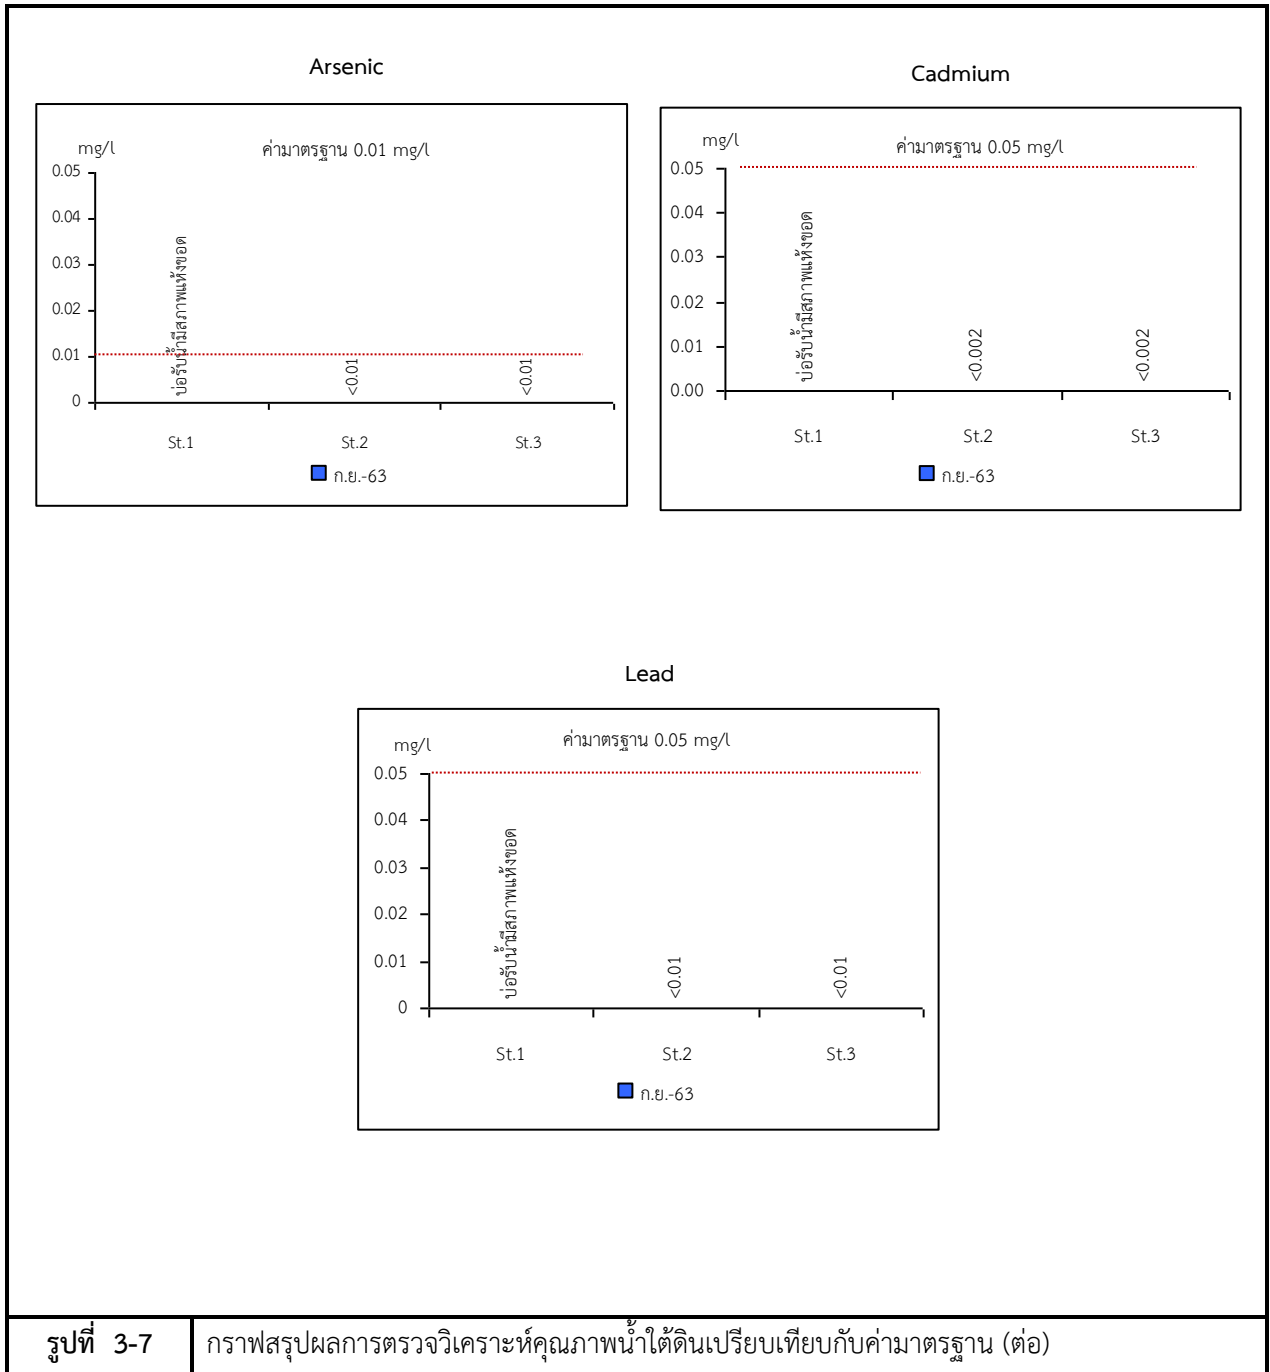 Arsenic
mg/l
ค่ามาตรฐาน 0.01 mg/l
0.05
0.04
0.03
0.02
0.01
0
บ่อรับน้ำมีสภาพแห้งขอด
<0.01
<0.01
St.1 St.2 St.3
ก.ย.-63
Cadmium
mg/l
ค่ามาตรฐาน 0.05 mg/l
0.05
0.04
0.03
0.02
0.01
0.00
บ่อรับน้ำมีสภาพแห้งขอด
<0.002
<0.002
St.1 St.2 St.3
ก.ย.-63
Lead
mg/l
ค่ามาตรฐาน 0.05 mg/l
0.05
0.04
0.03
0.02
0.01
0
บ่อรับน้ำมีสภาพแห้งขอด
<0.01
<0.01
St.1 St.2 St.3
ก.ย.-63
รูปที่ 3-7 กราฟสรุปผลการตรวจวิเคราะห์คุณภาพน้ำใต้ดินเปรียบเทียบกับค่ามาตรฐาน (ต่อ)